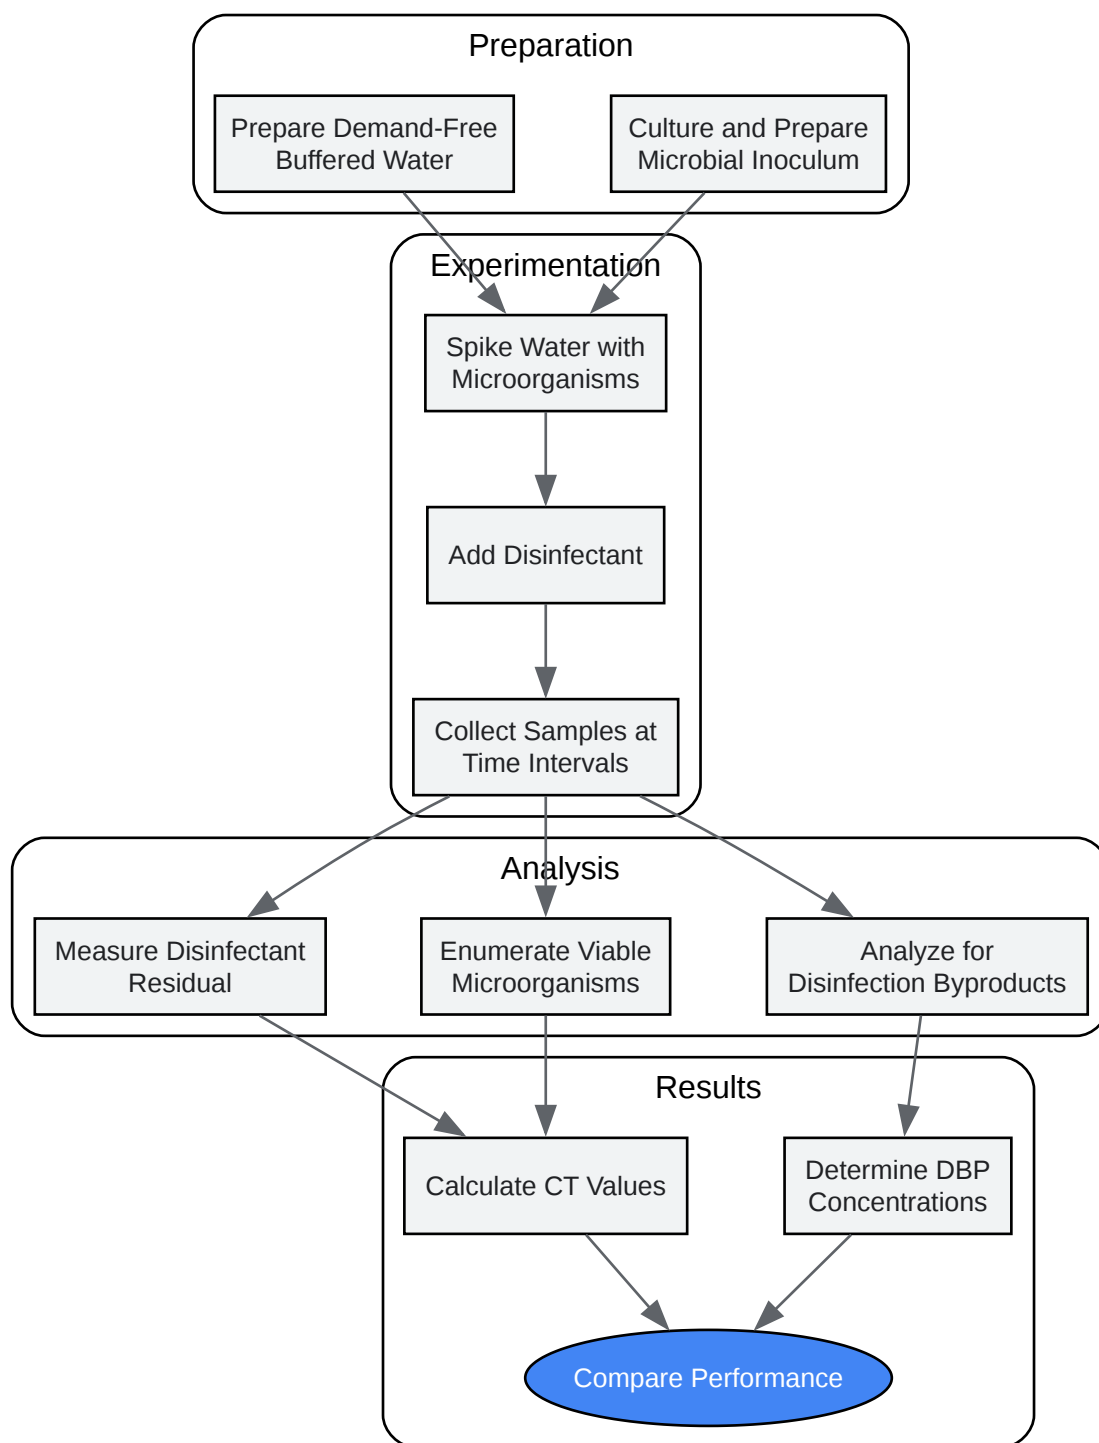 Preparation
Prepare Demand-Free
Buffered Water
Culture and Prepare
Microbial Inoculum
Experimentation
Spike Water with
Microorganisms
Add Disinfectant
Collect Samples at
Time Intervals
Analysis
Measure Disinfectant
Residual
Enumerate Viable
Microorganisms
Analyze for
Disinfection Byproducts
Results
Calculate CT Values
Determine DBP
Concentrations
Compare Performance